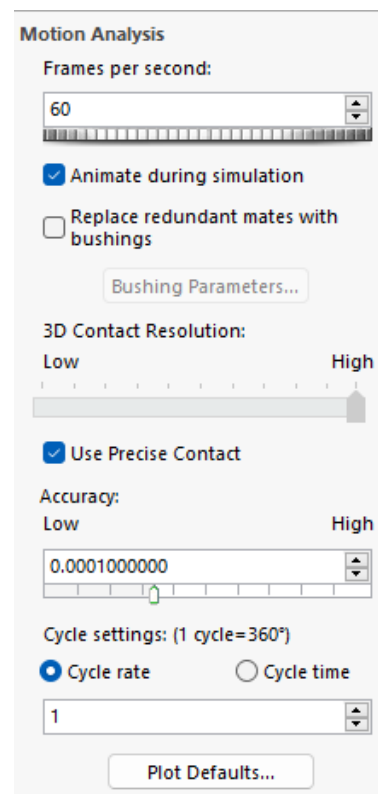 Motion Analysis
Frames per second:
60
Animate during simulation
Replace redundant mates with
bushings
Bushing Parameters...
3D Contact Resolution:
Low High
Use Precise Contact
Accuracy:
Low High
0.0001000000
Cycle settings: (1 cycle=360°)
Cycle rate Cycle time
1
Plot Defaults...